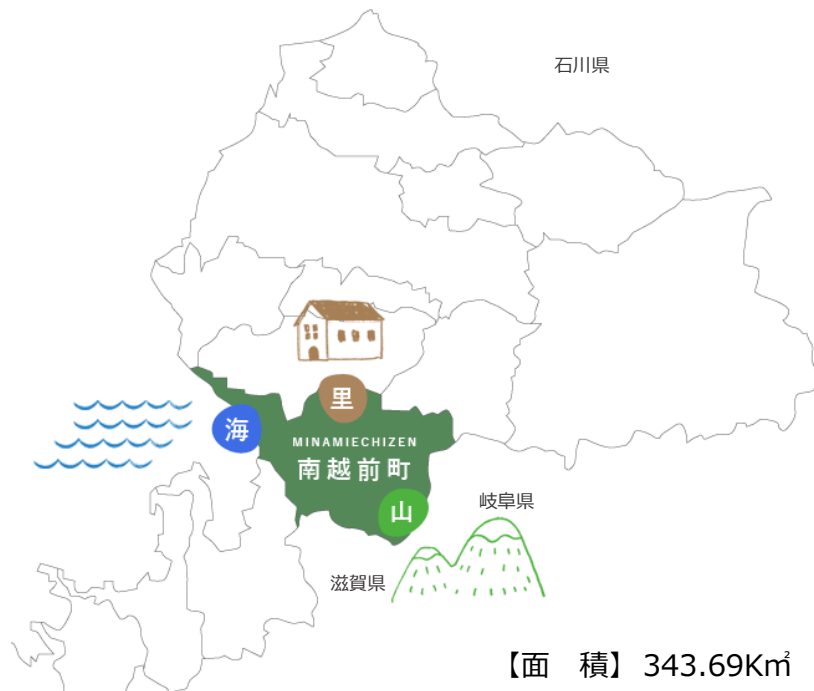 石川県
里
海
MINAMIECHIZEN
南越前町
山
岐阜県
滋賀県
【面　積】343.69K㎡